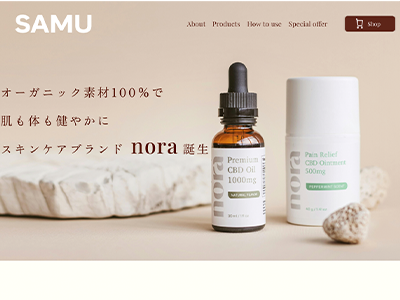 SAMU
About Products How to use Special offer Shop
オーガニック素材100%で
肌も体も健やかに
スキンケアブランド nora 誕生
nora
Premium
CBD Oil
1000mg
NATURAL FLAVOR
nora
Pain Relief
CBD Ointment
500mg
PEPPERMINT SCENT